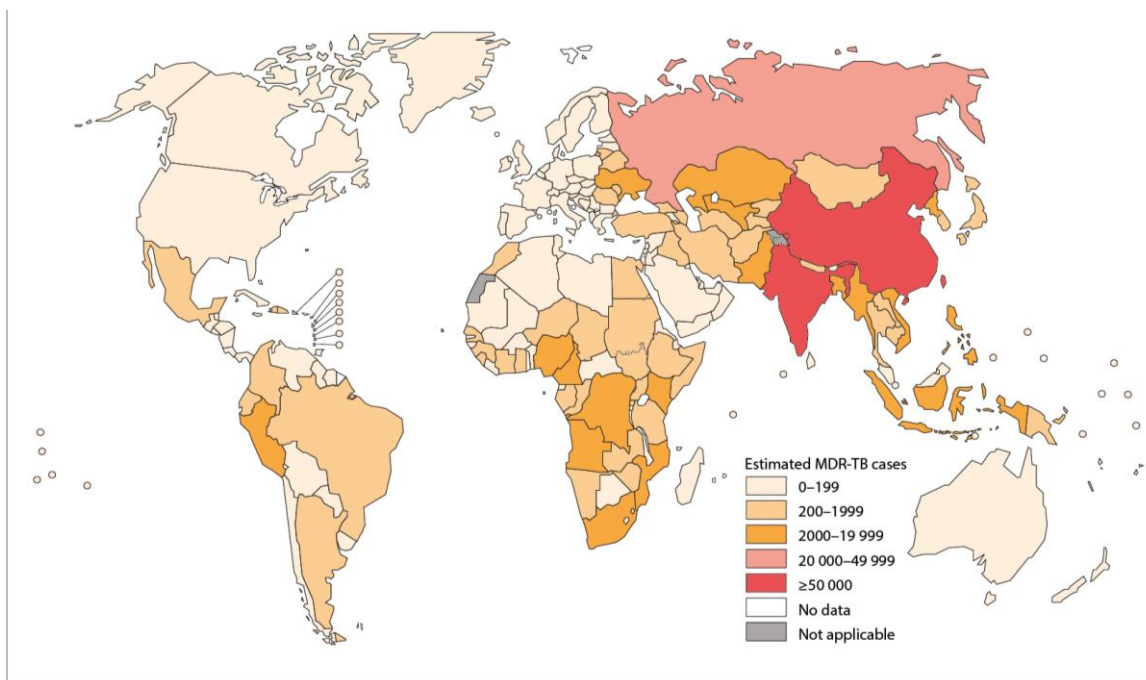 Estimated MDR-TB cases
0–199
200–1999
2000–19 999
20 000–49 999
≥50 000
No data
Not applicable